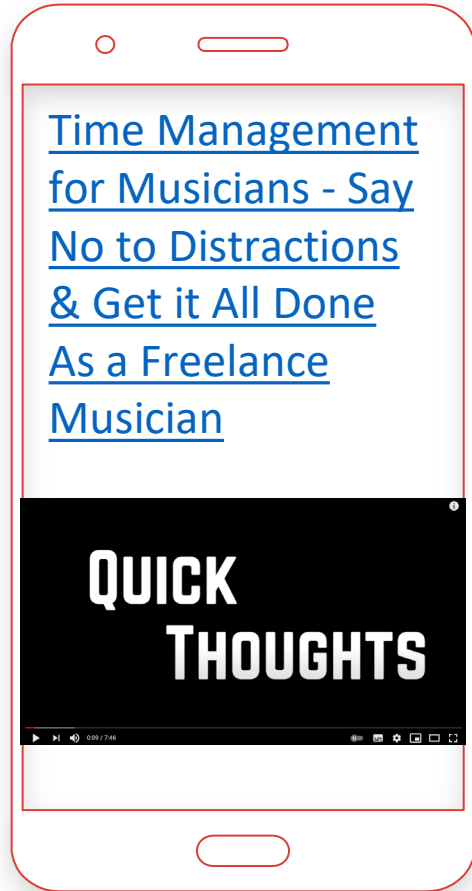 Time Management
for Musicians - Say
No to Distractions
& Get it All Done
As a Freelance
Musician
QUICK
THOUGHTS
0:09 / 7:46